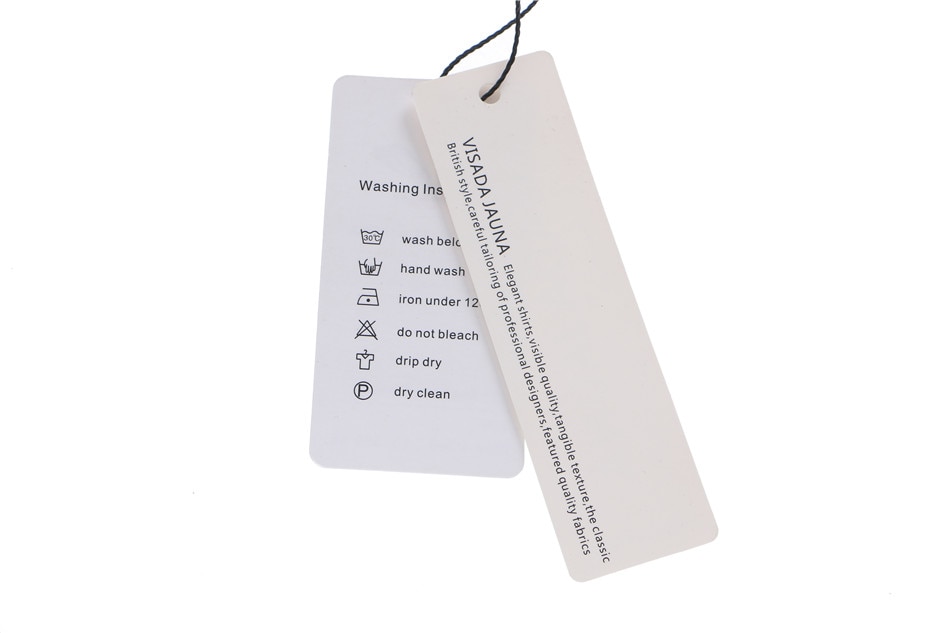 Washing Ins
30℃
wash belo
hand wash
iron under 12
do not bleach
drip dry
P
dry clean
VISADA JAUNA Elegant shirts,visible quality,tangible texture,the classic
British style,careful tailoring of professional designers,featured quality fabrics